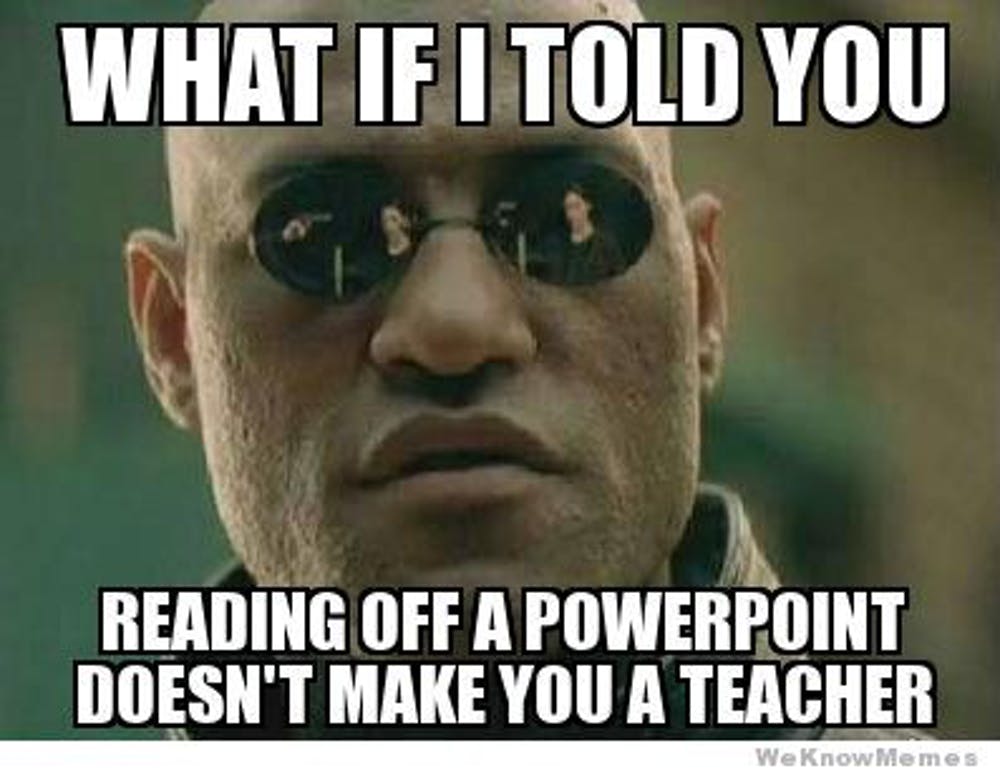 WHAT IF I TOLD YOU
READING OFF A POWERPOINT
DOESN'T MAKE YOU A TEACHER
WeKnowMemes